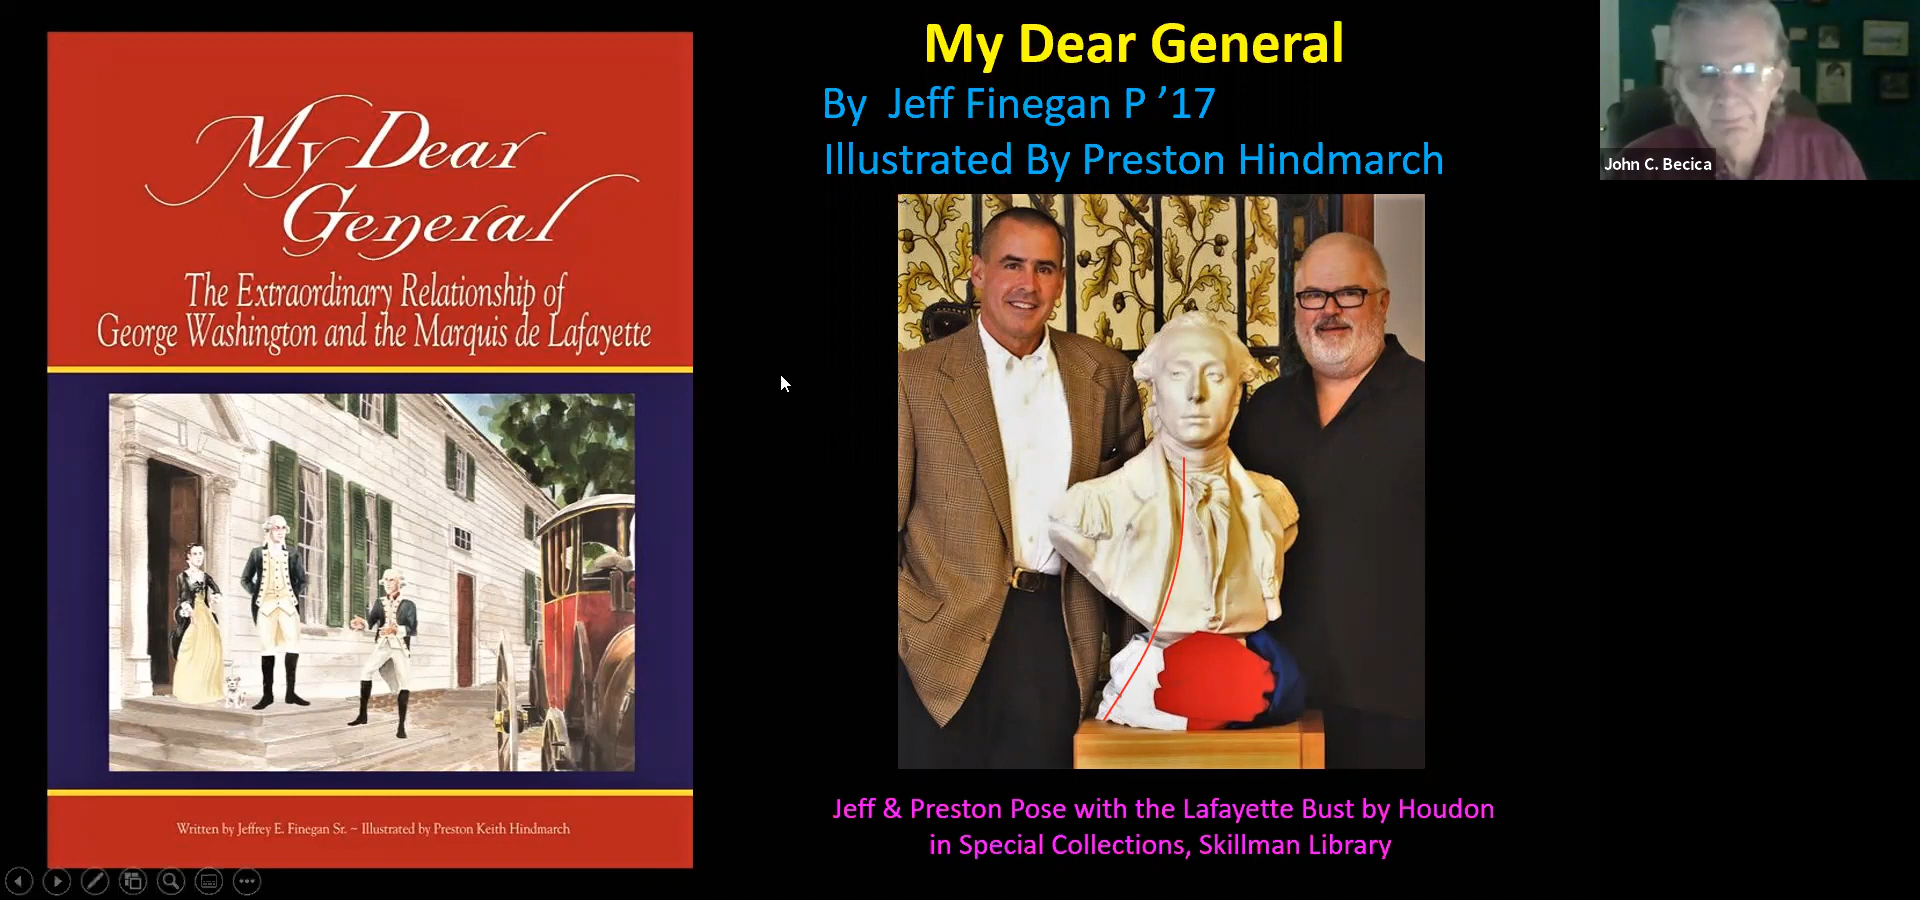 My Dear
General
The Extraordinary Relationship of
George Washington and the Marquis de Lafayette
Written by Jeffrey E. Finegan Sr. ~ Illustrated by Preston Keith Hindmarch
My Dear General
By Jeff Finegan P ’17
Illustrated By Preston Hindmarch
Jeff & Preston Pose with the Lafayette Bust by Houdon
in Special Collections, Skillman Library
John C. Becica